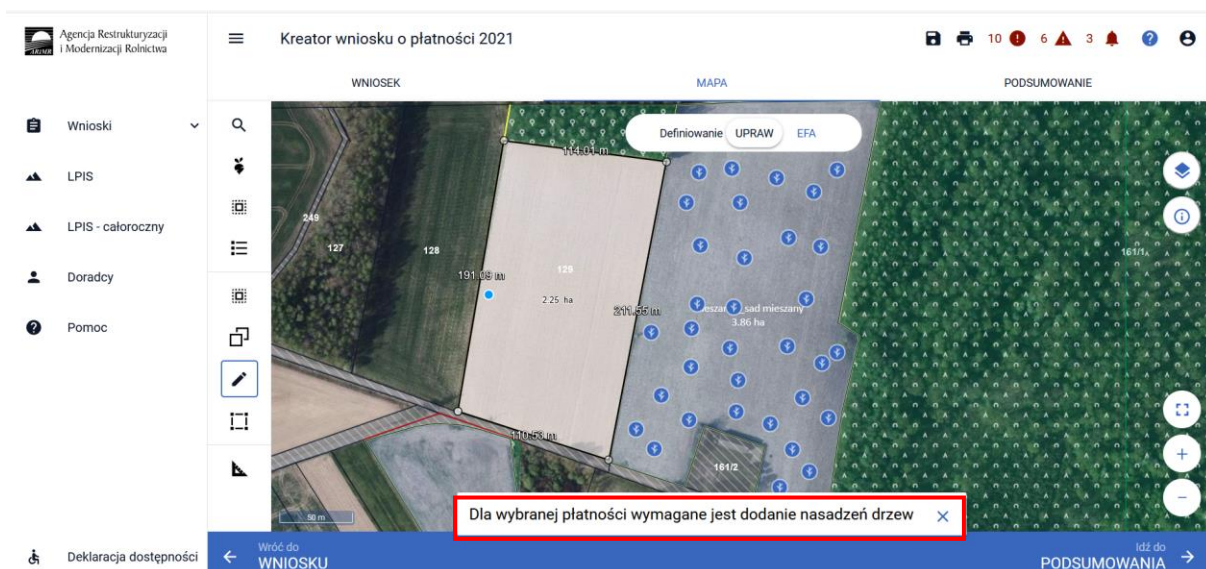 Agencja Restrukturyzacji
i Modernizacji Rolnictwa
ARiMR
Kreator wniosku o płatności 2021
10
6
3
WNIOSEK
MAPA
PODSUMOWANIE
Wnioski
LPIS
LPIS - całoroczny
Doradcy
Pomoc
Definiowanie UPRAW EFA
114.01 m
249
127
128
129
161/1
191.09 m
2.25 ha
211.55 m
sad mieszany
3.86 ha
110.53 m
161/2
50 m
Dla wybranej płatności wymagane jest dodanie nasadzeń drzew
Deklaracja dostępności
Wróć do
WNIOSKU
Idź do
PODSUMOWANIA